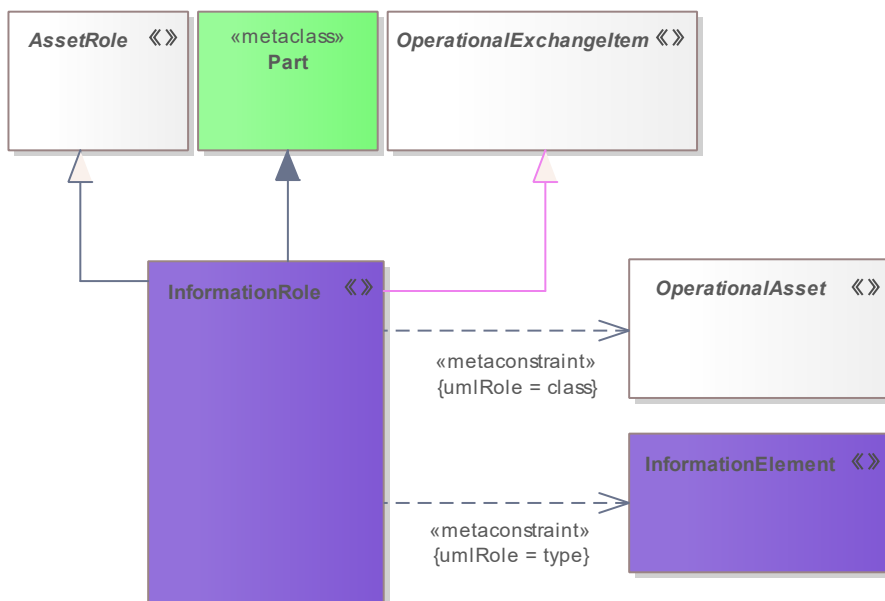 AssetRole «»
«metaclass»
Part
OperationalExchangeItem «»
InformationRole «»
OperationalAsset «»
«metaconstraint»
{umlRole = class}
InformationElement «»
«metaconstraint»
{umlRole = type}